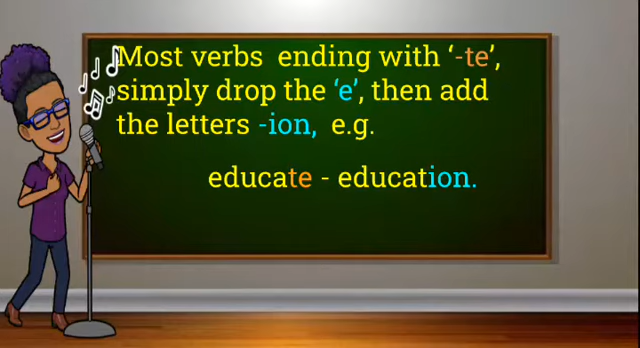 Most verbs ending with ‘-te’,
simply drop the ‘e’, then add
the letters -ion, e.g.
educate - education.